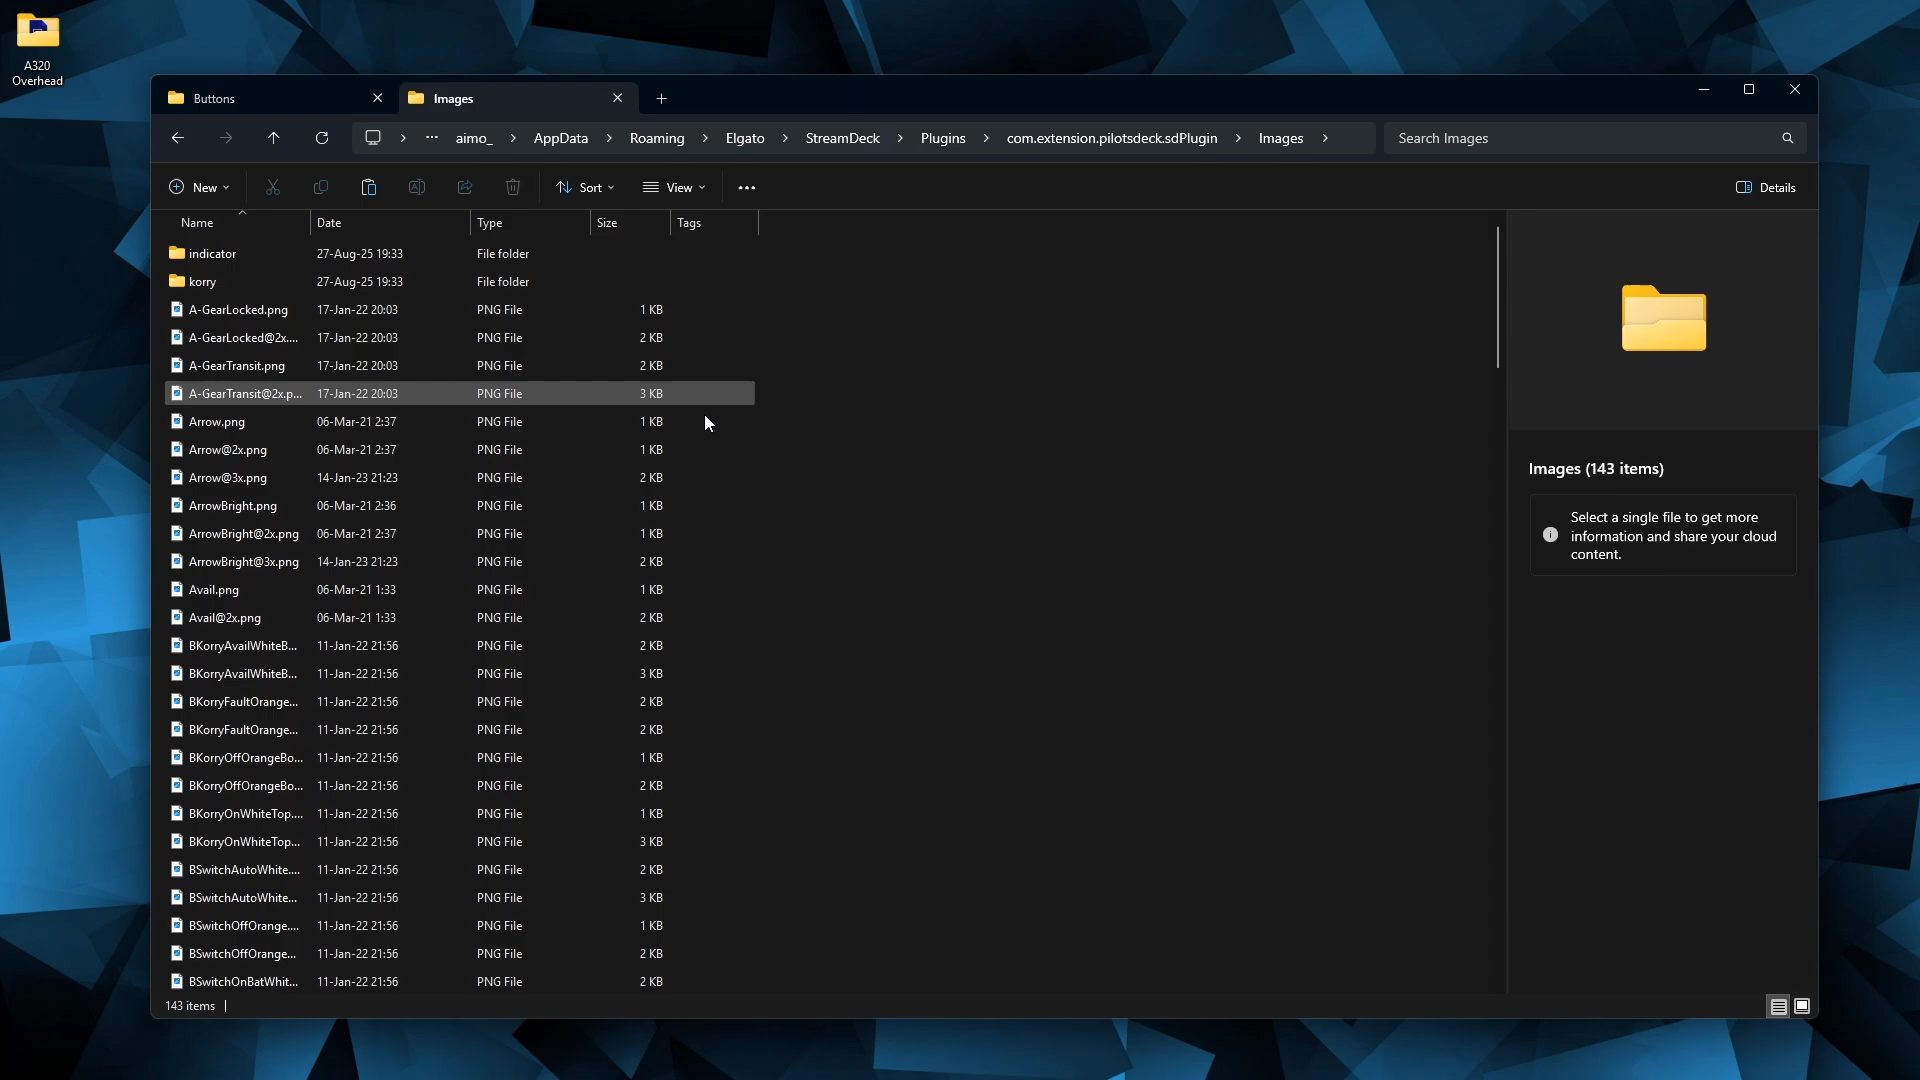 A320
Overhead
Buttons
Images
aimo_ AppData Roaming Elgato StreamDeck Plugins com.extension.pilotsdeck.sdPlugin Images
Search Images
New Sort View ••• Details
Name Date Type Size Tags
indicator 27-Aug-25 19:33 File folder
korry 27-Aug-25 19:33 File folder
A-GearLocked.png 17-Jan-22 20:03 PNG File 1 KB
A-GearLocked@2x.... 17-Jan-22 20:03 PNG File 2 KB
A-GearTransit.png 17-Jan-22 20:03 PNG File 2 KB
A-GearTransit@2x.p... 17-Jan-22 20:03 PNG File 3 KB
Arrow.png 06-Mar-21 2:37 PNG File 1 KB
Arrow@2x.png 06-Mar-21 2:37 PNG File 1 KB
Arrow@3x.png 14-Jan-23 21:23 PNG File 2 KB
ArrowBright.png 06-Mar-21 2:36 PNG File 1 KB
ArrowBright@2x.png 06-Mar-21 2:37 PNG File 1 KB
ArrowBright@3x.png 14-Jan-23 21:23 PNG File 2 KB
Avail.png 06-Mar-21 1:33 PNG File 1 KB
Avail@2x.png 06-Mar-21 1:33 PNG File 2 KB
BKorryAvailWhiteB... 11-Jan-22 21:56 PNG File 2 KB
BKorryAvailWhiteB... 11-Jan-22 21:56 PNG File 3 KB
BKorryFaultOrange... 11-Jan-22 21:56 PNG File 2 KB
BKorryFaultOrange... 11-Jan-22 21:56 PNG File 2 KB
BKorryOffOrangeBo... 11-Jan-22 21:56 PNG File 1 KB
BKorryOffOrangeBo... 11-Jan-22 21:56 PNG File 2 KB
BKorryOnWhiteTop.... 11-Jan-22 21:56 PNG File 1 KB
BKorryOnWhiteTop... 11-Jan-22 21:56 PNG File 3 KB
BSwitchAutoWhite.... 11-Jan-22 21:56 PNG File 2 KB
BSwitchAutoWhite... 11-Jan-22 21:56 PNG File 3 KB
BSwitchOffOrange.... 11-Jan-22 21:56 PNG File 1 KB
BSwitchOffOrange... 11-Jan-22 21:56 PNG File 2 KB
BSwitchOnBatWhit... 11-Jan-22 21:56 PNG File 2 KB
Images (143 items)
Select a single file to get more
information and share your cloud
content.
143 items